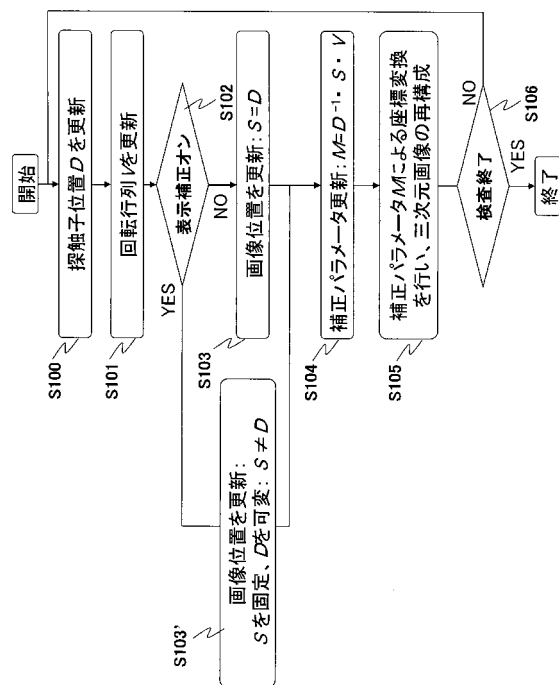 開始
探触子位置Dを更新
S100
回転行列Vを更新
S101
表示補正オン
S102
YES
NO
画像位置を更新:
Sを固定、Dを可変: S≠D
S103'
画像位置を更新: S=D
S103
補正パラメータ更新: M=D⁻¹・S・V
S104
補正パラメータMによる座標変換
を行い、三次元画像の再構成
S105
検査終了
NO
S106
YES
終了